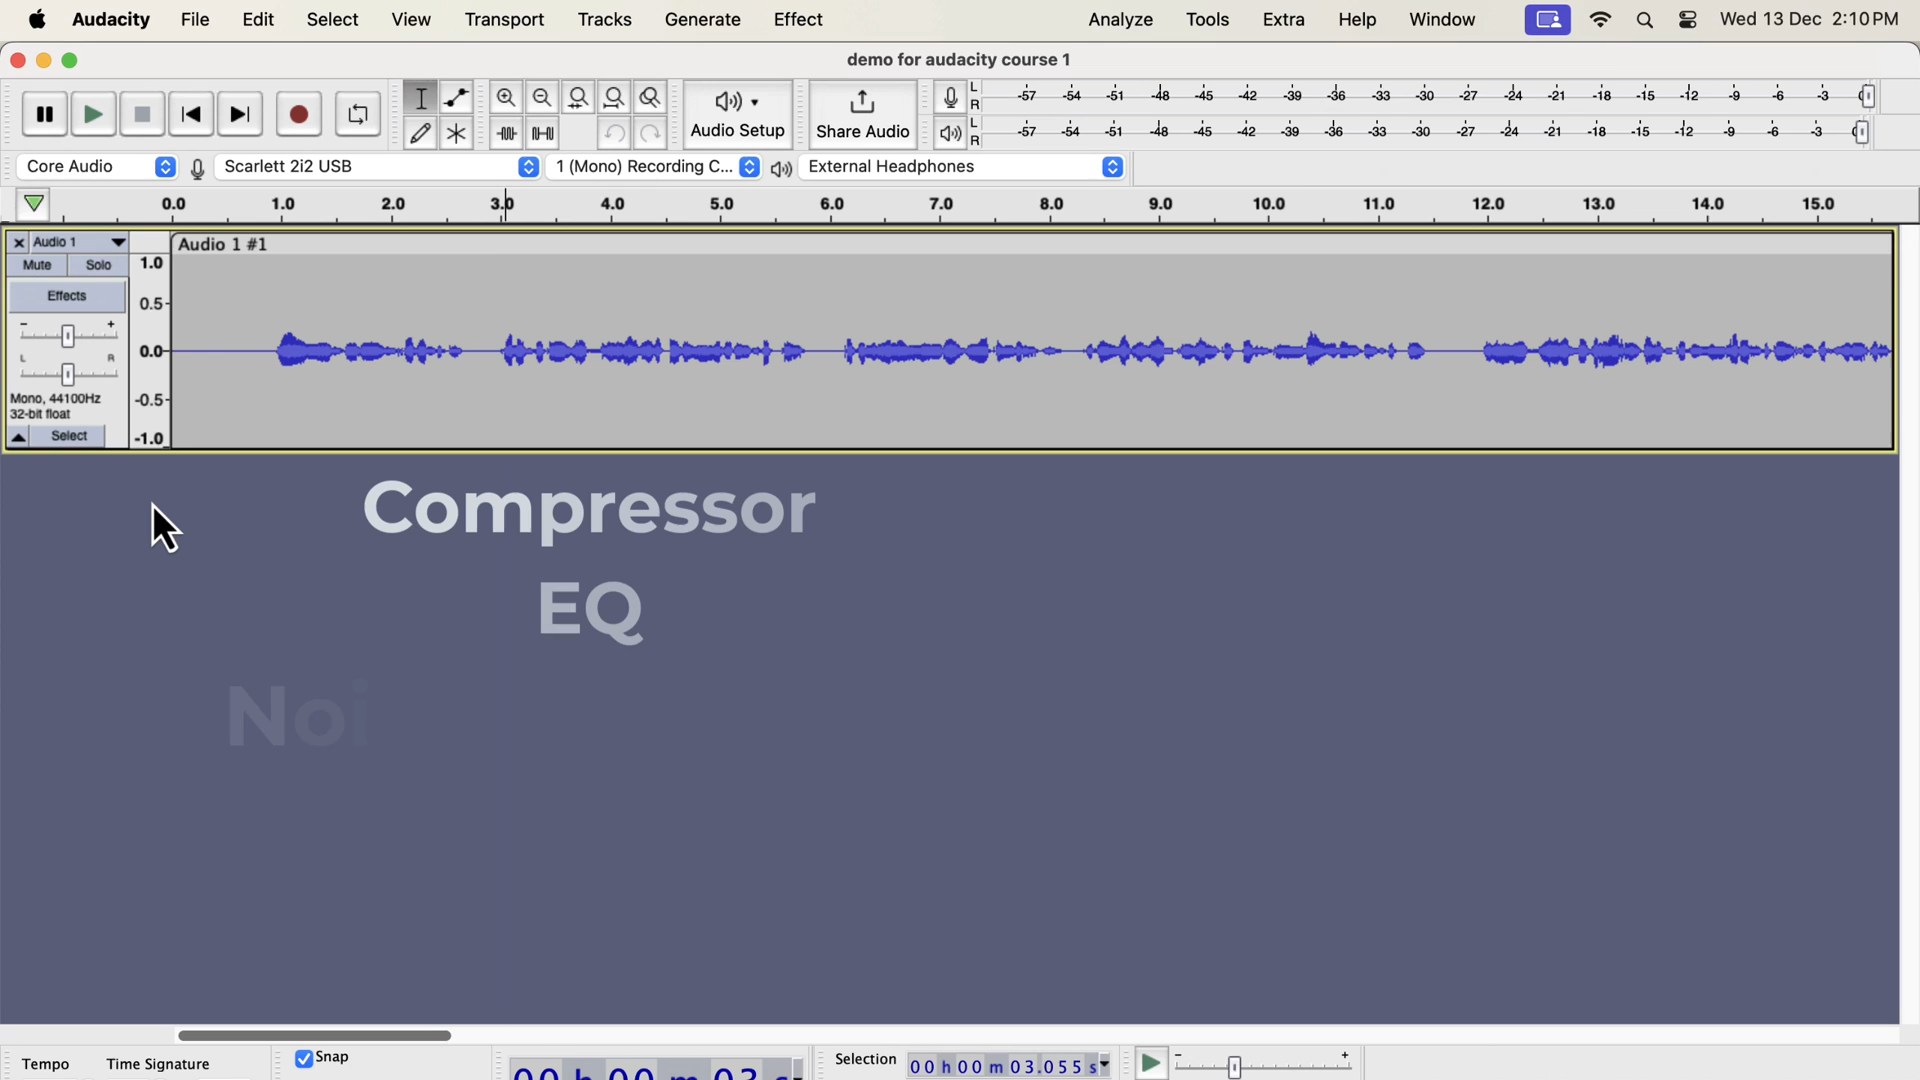 Audacity File Edit Select View Transport Tracks Generate Effect Analyze Tools Extra Help Window Wed 13 Dec 2:10 PM
demo for audacity course 1
Audio Setup Share Audio
L -57 -54 -51 -48 -45 -42 -39 -36 -33 -30 -27 -24 -21 -18 -15 -12 -9 -6 -3
R
L -57 -54 -51 -48 -45 -42 -39 -36 -33 -30 -27 -24 -21 -18 -15 -12 -9 -6 -3
R
Core Audio Scarlett 2i2 USB 1 (Mono) Recording C... External Headphones
0.0 1.0 2.0 3.0 4.0 5.0 6.0 7.0 8.0 9.0 10.0 11.0 12.0 13.0 14.0 15.0
Audio 1 Audio 1 #1
Mute Solo 1.0
Effects 0.5
- +
L R 0.0
Mono, 44100Hz -0.5
32-bit float
Select -1.0
Compressor
EQ
Noi
Tempo Time Signature Snap Selection 00 h 00 m 03.055 s - +
00 h 00 m 03 s